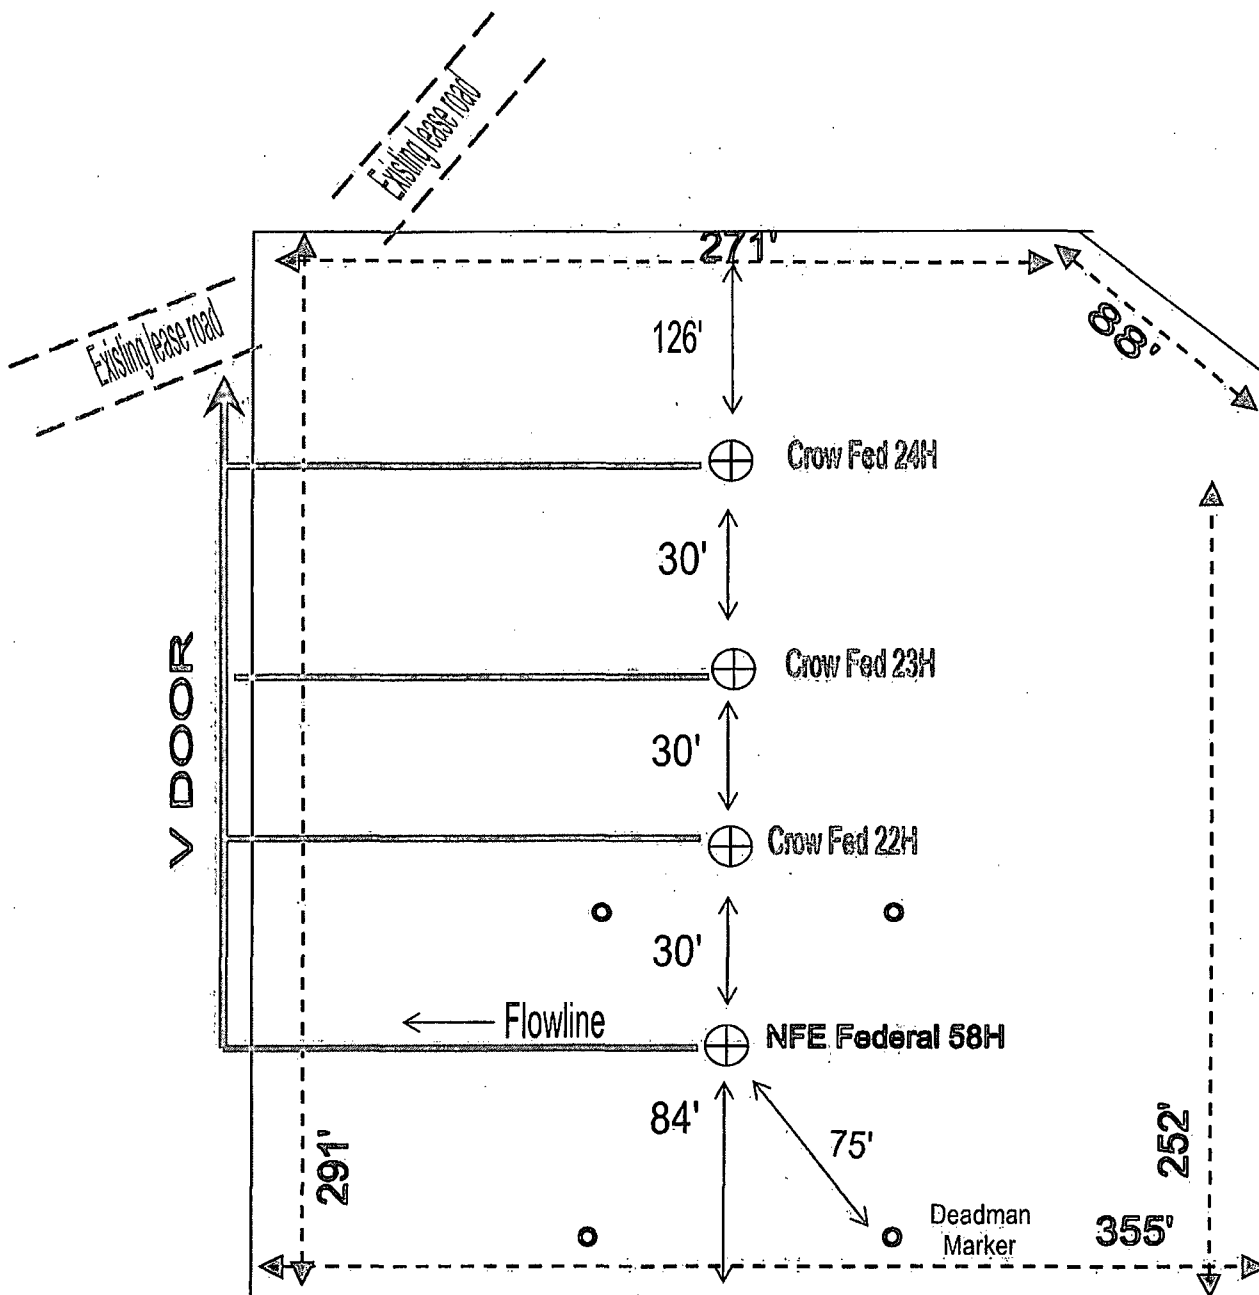 Existing lease road
271'
Existing lease road
126'
88'
Crow Fed 24H
30'
Crow Fed 23H
V DOOR
30'
Crow Fed 22H
30'
Flowline
NFE Federal 58H
84'
75'
291'
252'
Deadman
Marker
355'